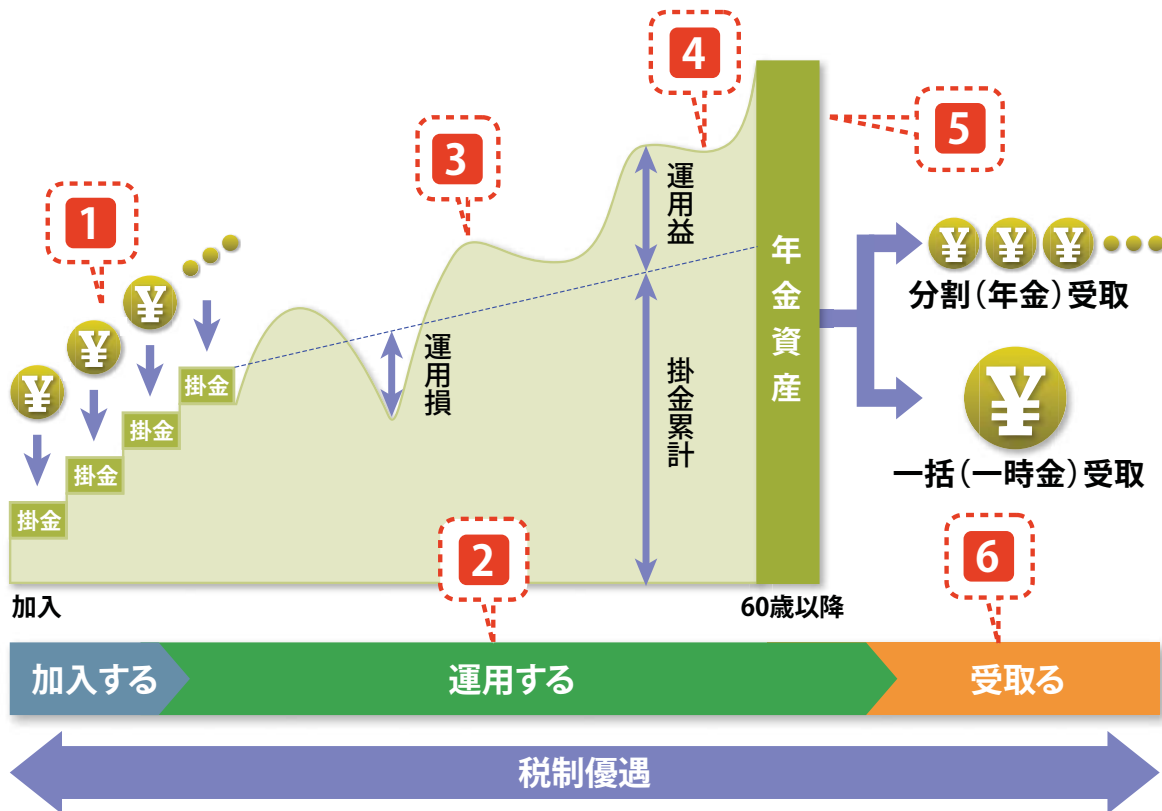 4
5
3
1
2
6
¥
¥
¥
掛金
掛金
掛金
掛金
運用損
運用益
掛金累計
年金資産
¥ ¥ ¥
分割(年金)受取
¥
一括(一時金)受取
加入
60歳以降
加入する
運用する
受取る
税制優遇